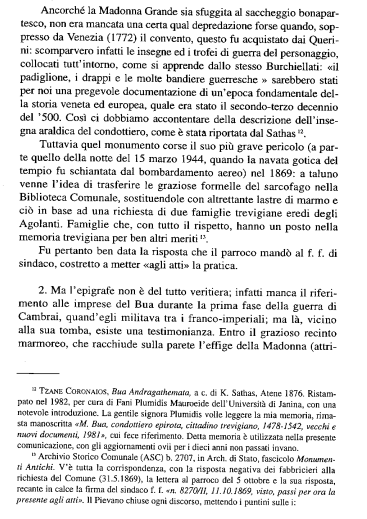 Ancorché la Madonna Grande sia sfuggita al saccheggio bonapar-
tesco, non era mancata una certa qual depredazione forse quando, sop-
presso da Venezia (1772) il convento, questo fu acquistato dai Queri-
ni: scomparvero infatti le insegne ed i trofei di guerra del personaggio,
collocati tutt'intorno, come si apprende dallo stesso Burchiellati: «il
padiglione, i drappi e le molte bandiere guerresche » sarebbero stati
per noi una pregevole documentazione di un'epoca fondamentale del-
la storia veneta ed europea, quale era stato il secondo-terzo decennio
del '500. Così ci dobbiamo accontentare della descrizione dell'inse-
gna araldica del condottiero, come è stata riportata dal Sathas 12.
Tuttavia quel monumento corse il suo più grave pericolo (a par-
te quello della notte del 15 marzo 1944, quando la navata gotica del
tempio fu schiantata dal bombardamento aereo) nel 1869: a taluno
venne l'idea di trasferire le graziose formelle del sarcofago nella
Biblioteca Comunale, sostituendole con altrettante lastre di marmo e
ciò in base ad una richiesta di due famiglie trevigiane eredi degli
Agolanti. Famiglie che, con tutto il rispetto, hanno un posto nella
memoria trevigiana per ben altri meriti 13.
Fu pertanto ben data la risposta che il parroco mandò al f. f. di
sindaco, costretto a metter «agli atti» la pratica.
2. Ma l'epigrafe non è del tutto veritiera; infatti manca il riferi-
mento alle imprese del Bua durante la prima fase della guerra di
Cambrai, quand'egli militava tra i franco-imperiali; ma là, vicino
alla sua tomba, esiste una testimonianza. Entro il grazioso recinto
marmoreo, che racchiude sulla parete l'effige della Madonna (attri-
12 TZANE CORONAIOS, Bua Andragathemata, a c. di K. Sathas, Atene 1876. Ristam-
pato nel 1982, per cura di Fani Plumidis Mauroeide dell'Università di Janina, con una
notevole introduzione. La gentile signora Plumidis volle leggere la mia memoria, rima-
sta manoscritta «M. Bua, condottiero epirota, cittadino trevigiano, 1478-1542, vecchi e
nuovi documenti, 1981», cui fece riferimento. Detta memoria è utilizzata nella presente
comunicazione, con gli aggiornamenti ovvi per i dieci anni non passati invano.
13 Archivio Storico Comunale (ASC) b. 2707, in Arch. di Stato, fascicolo Monumen-
ti Antichi. V'è tutta la corrispondenza, con la risposta negativa dei fabbricieri alla
richiesta del Comune (31.5.1869), la lettera al parroco del 5 ottobre e la sua risposta,
recante in calce la firma del sindaco f. f. «n. 8270/II, 11.10.1869, visto, passi per ora la
presente agli atti». Il Pievano chiuse ogni discorso, mettendo i puntini sulle i: